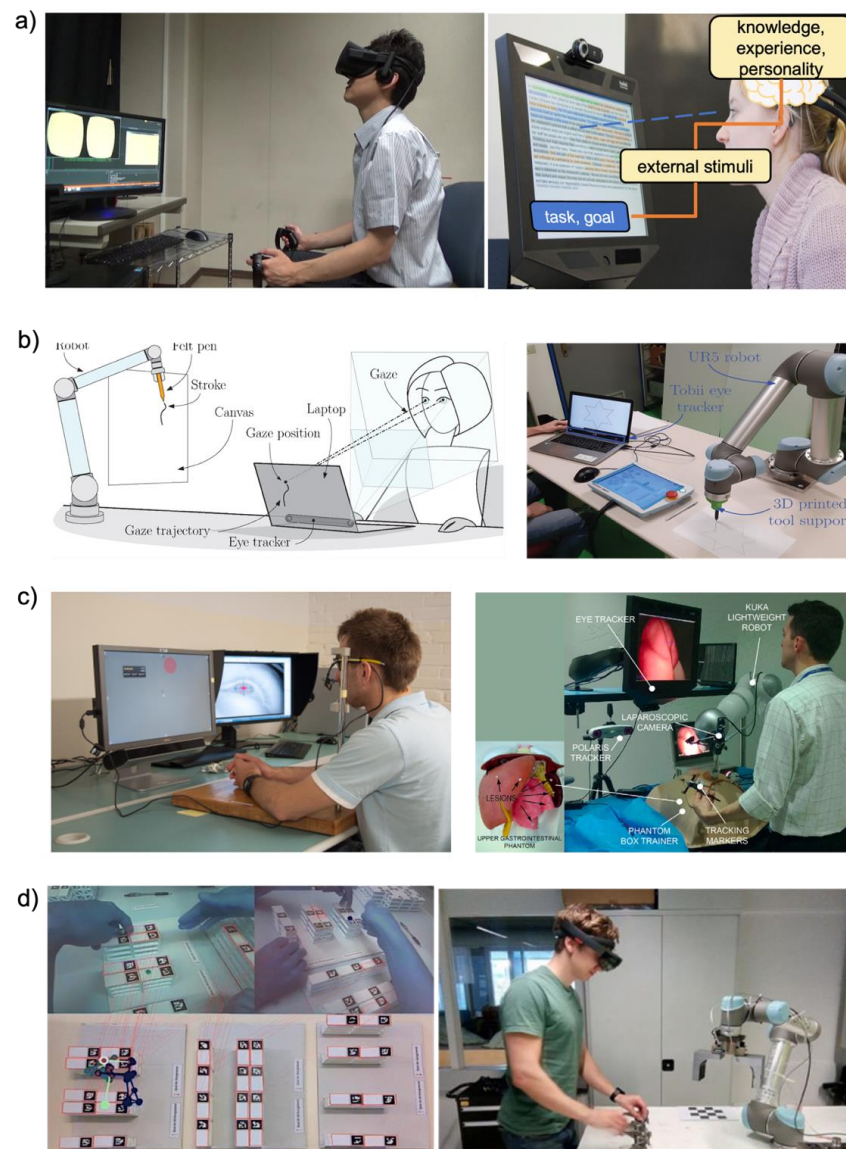 a)
knowledge,
experience,
personality
external stimuli
task, goal
b)
Robot
Felt pen
Stroke
Canvas
Gaze
Laptop
Gaze position
Gaze trajectory
Eye tracker
UR5 robot
Tobii eye
tracker
3D printed
tool support
c)
EYE TRACKER
KUKA
LIGHTWEIGHT
ROBOT
LAPAROSCOPIC
CAMERA
POLARIS
TRACKER
LESIONS
UPPER GASTROINTESTINAL
PHANTOM
PHANTOM
BOX TRAINER
TRACKING
MARKERS
d)